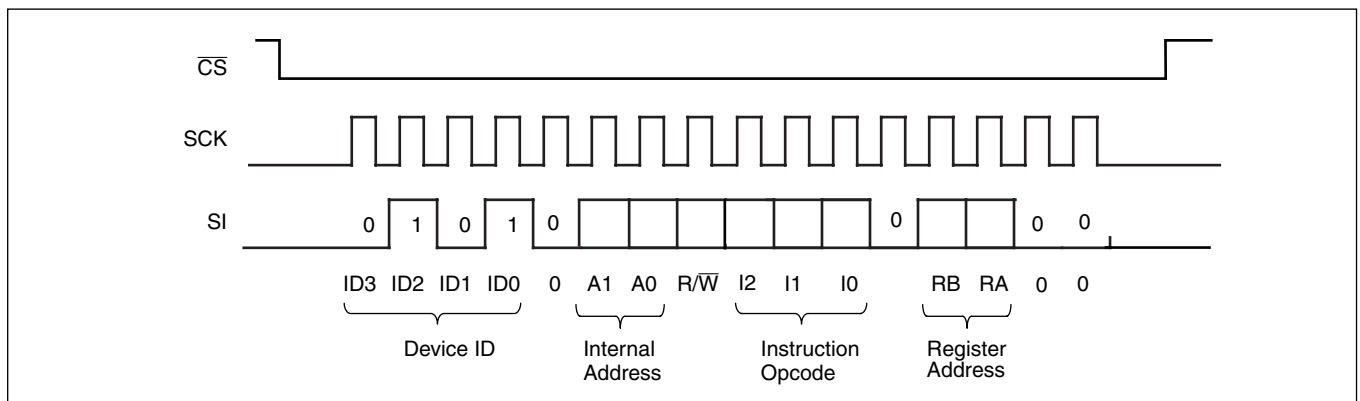 CS
SCK
SI 0 1 0 1 0 0 0 0
ID3 ID2 ID1 ID0 0 A1 A0 R/W I2 I1 I0 RB RA 0 0
Device ID Internal Address Instruction Opcode Register Address